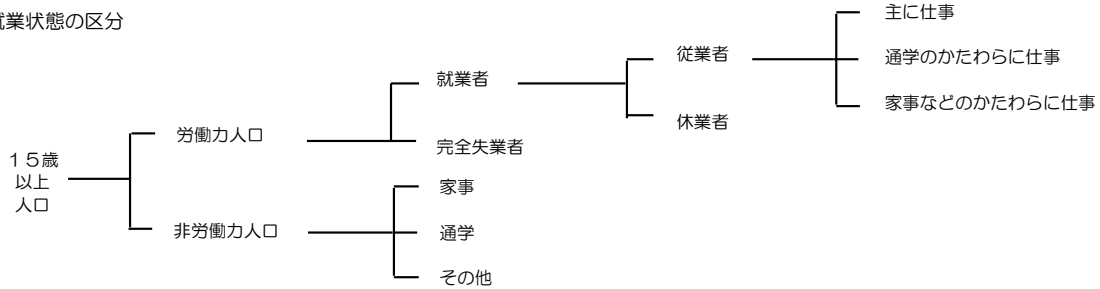 就業状態の区分
主に仕事
従業者
通学のかたわらに仕事
就業者
家事などのかたわらに仕事
休業者
労働力人口
完全失業者
15歳
以上
人口
家事
非労働力人口
通学
その他